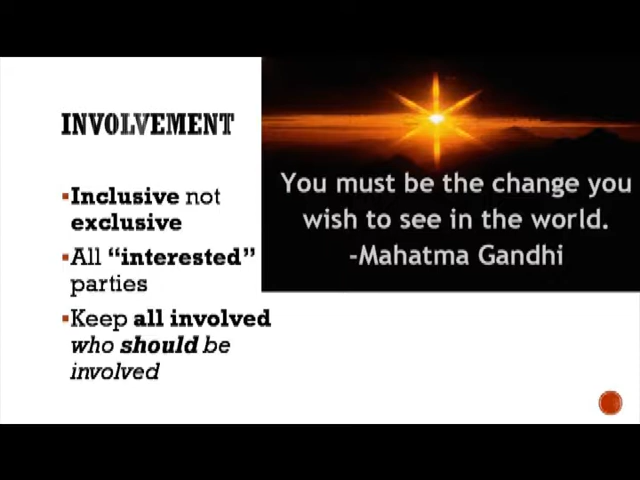 INVOLVEMENT
▪Inclusive not
exclusive
▪All “interested”
parties
▪Keep all involved
who should be
involved
You must be the change you
wish to see in the world.
-Mahatma Gandhi